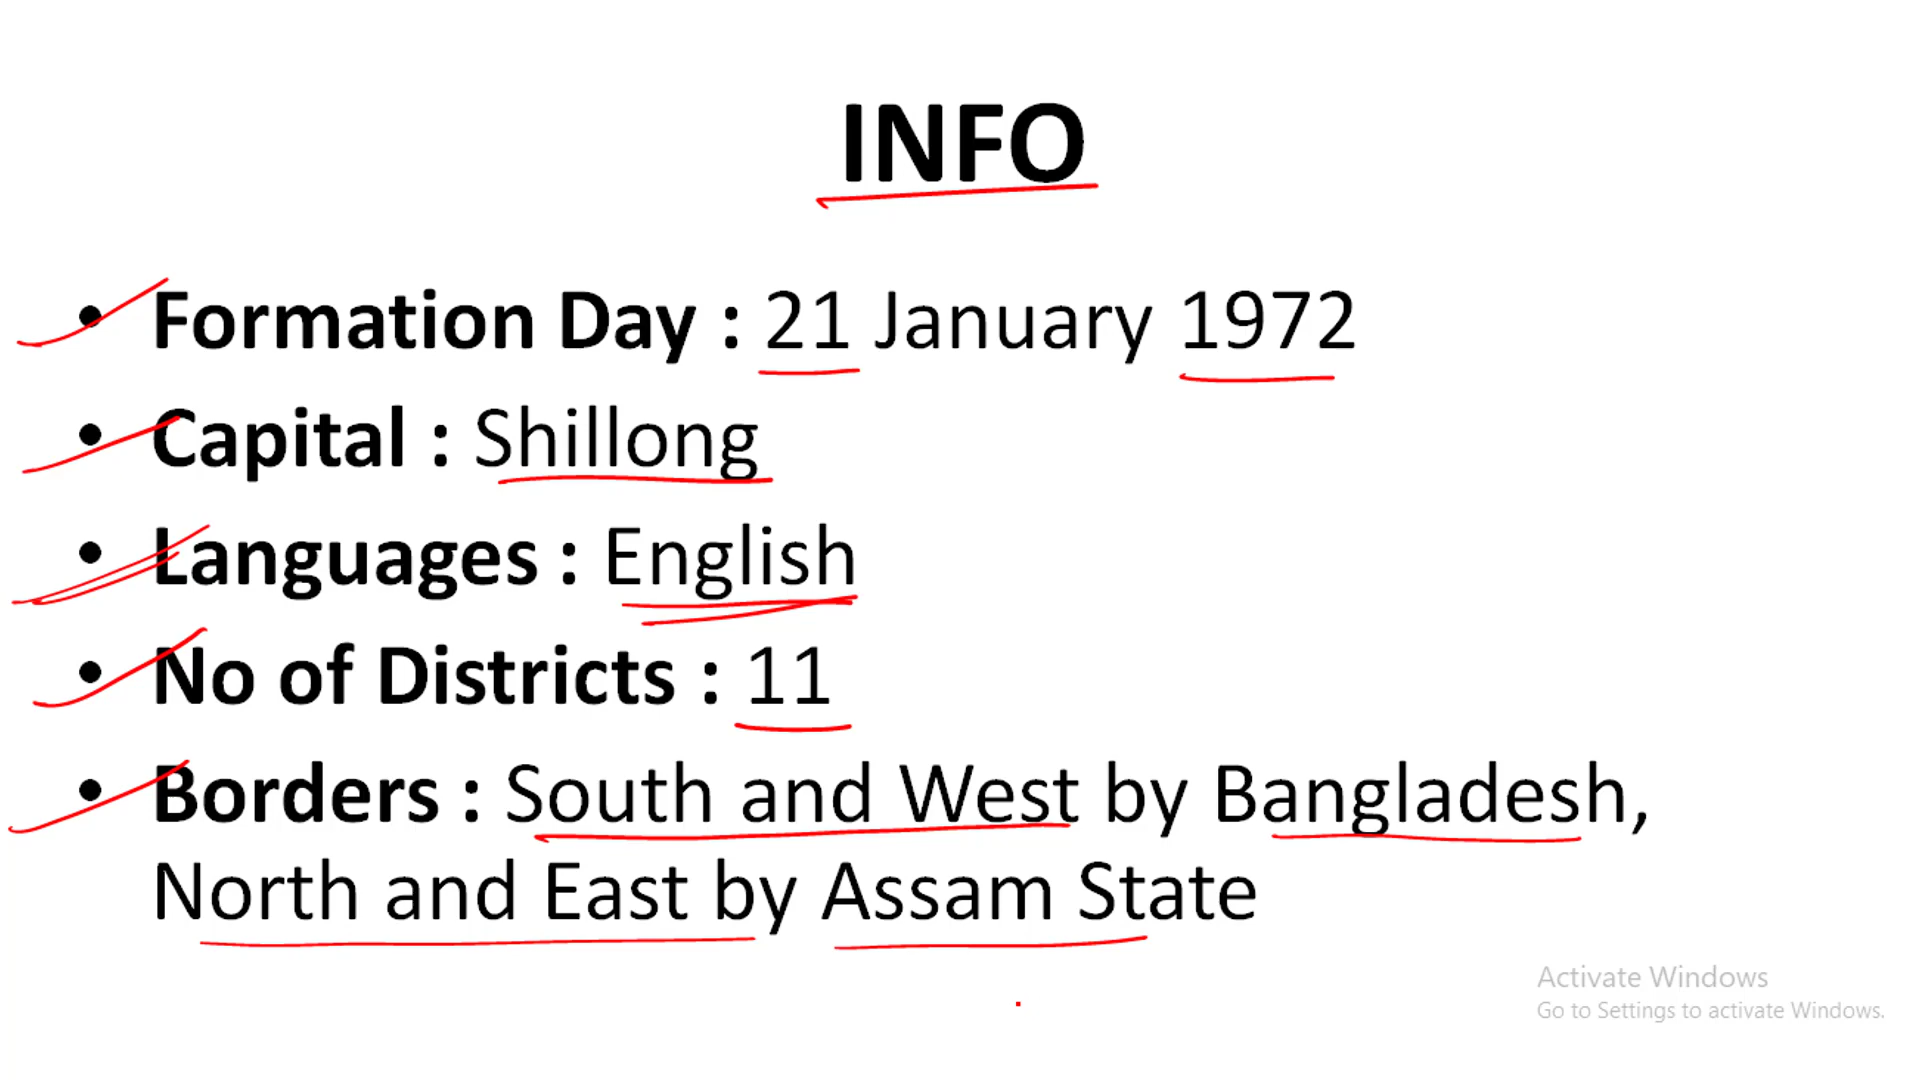 INFO
• Formation Day : 21 January 1972
• Capital : Shillong
• Languages : English
• No of Districts : 11
• Borders : South and West by Bangladesh,
North and East by Assam State
Activate Windows
Go to Settings to activate Windows.